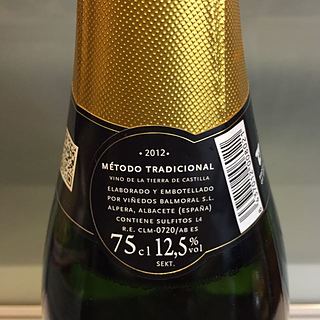 · 2012 ·
MÉTODO TRADICIONAL
VINO DE LA TIERRA DE CASTILLA
ELABORADO Y EMBOTELLADO
POR VIÑEDOS BALMORAL S.L.
ALPERA, ALBACETE (ESPAÑA)
CONTIENE SULFITOS L4
R.E. CLM-0720/AB ES
75cl 12,5%vol
SEKT.